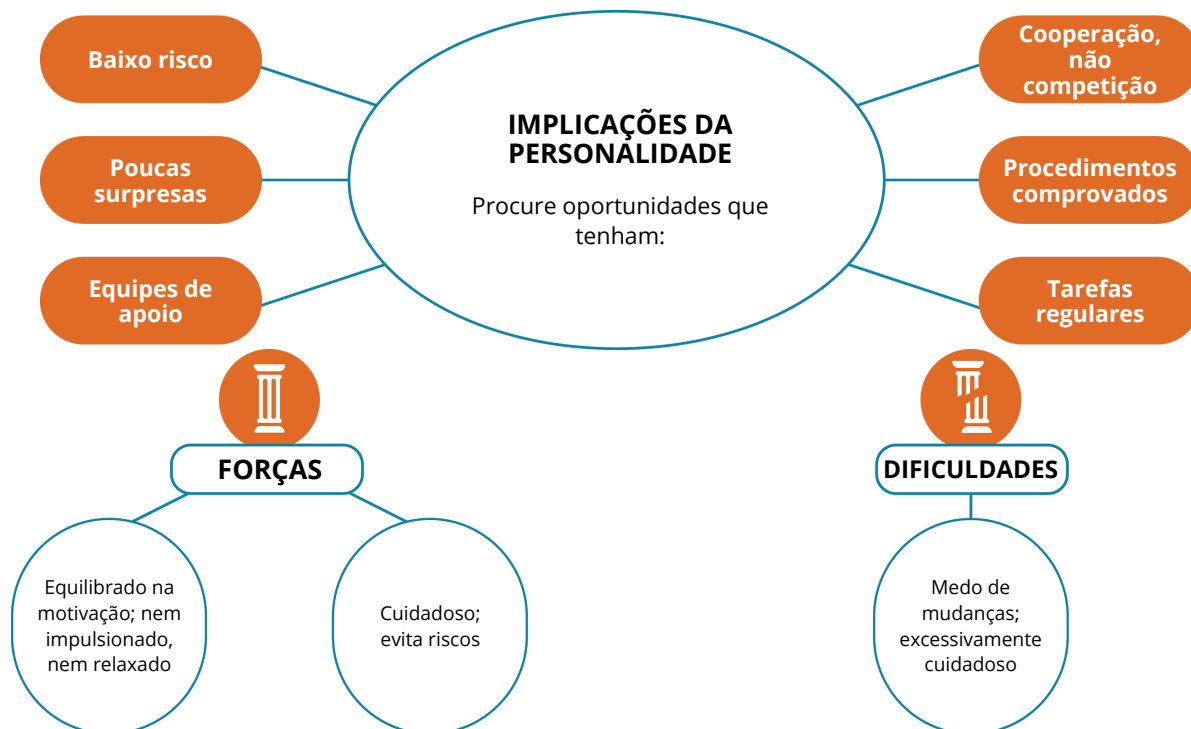 Baixo risco
Poucas
surpresas
Equipes de
apoio
IMPLICAÇÕES DA
PERSONALIDADE
Procure oportunidades que
tenham:
Cooperação,
não
competição
Procedimentos
comprovados
Tarefas
regulares
FORÇAS
Equilibrado na
motivação; nem
impulsionado,
nem relaxado
Cuidadoso;
evita riscos
DIFICULDADES
Medo de
mudanças;
excessivamente
cuidadoso